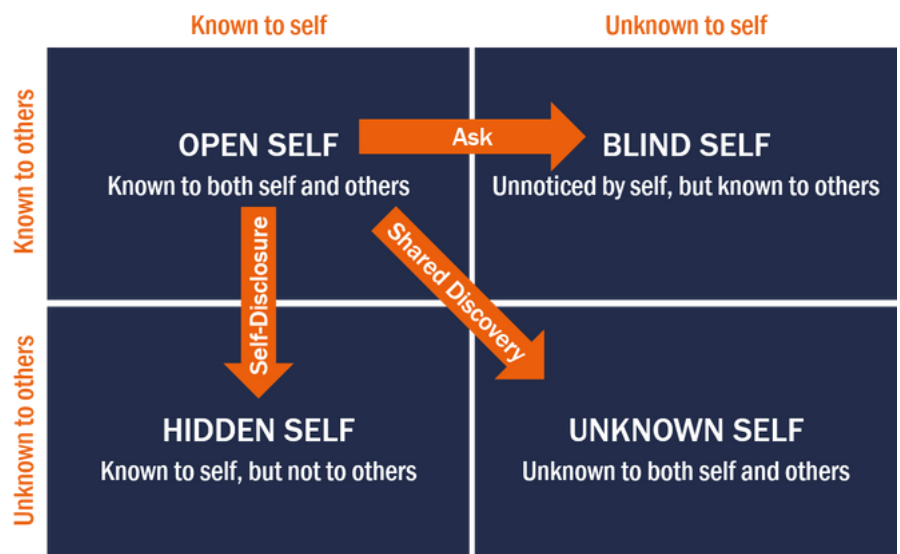 Known to self
Unknown to self
Known to others
OPEN SELF
Known to both self and others
Ask
BLIND SELF
Unnoticed by self, but known to others
Self-Disclosure
Shared Discovery
Unknown to others
HIDDEN SELF
Known to self, but not to others
UNKNOWN SELF
Unknown to both self and others